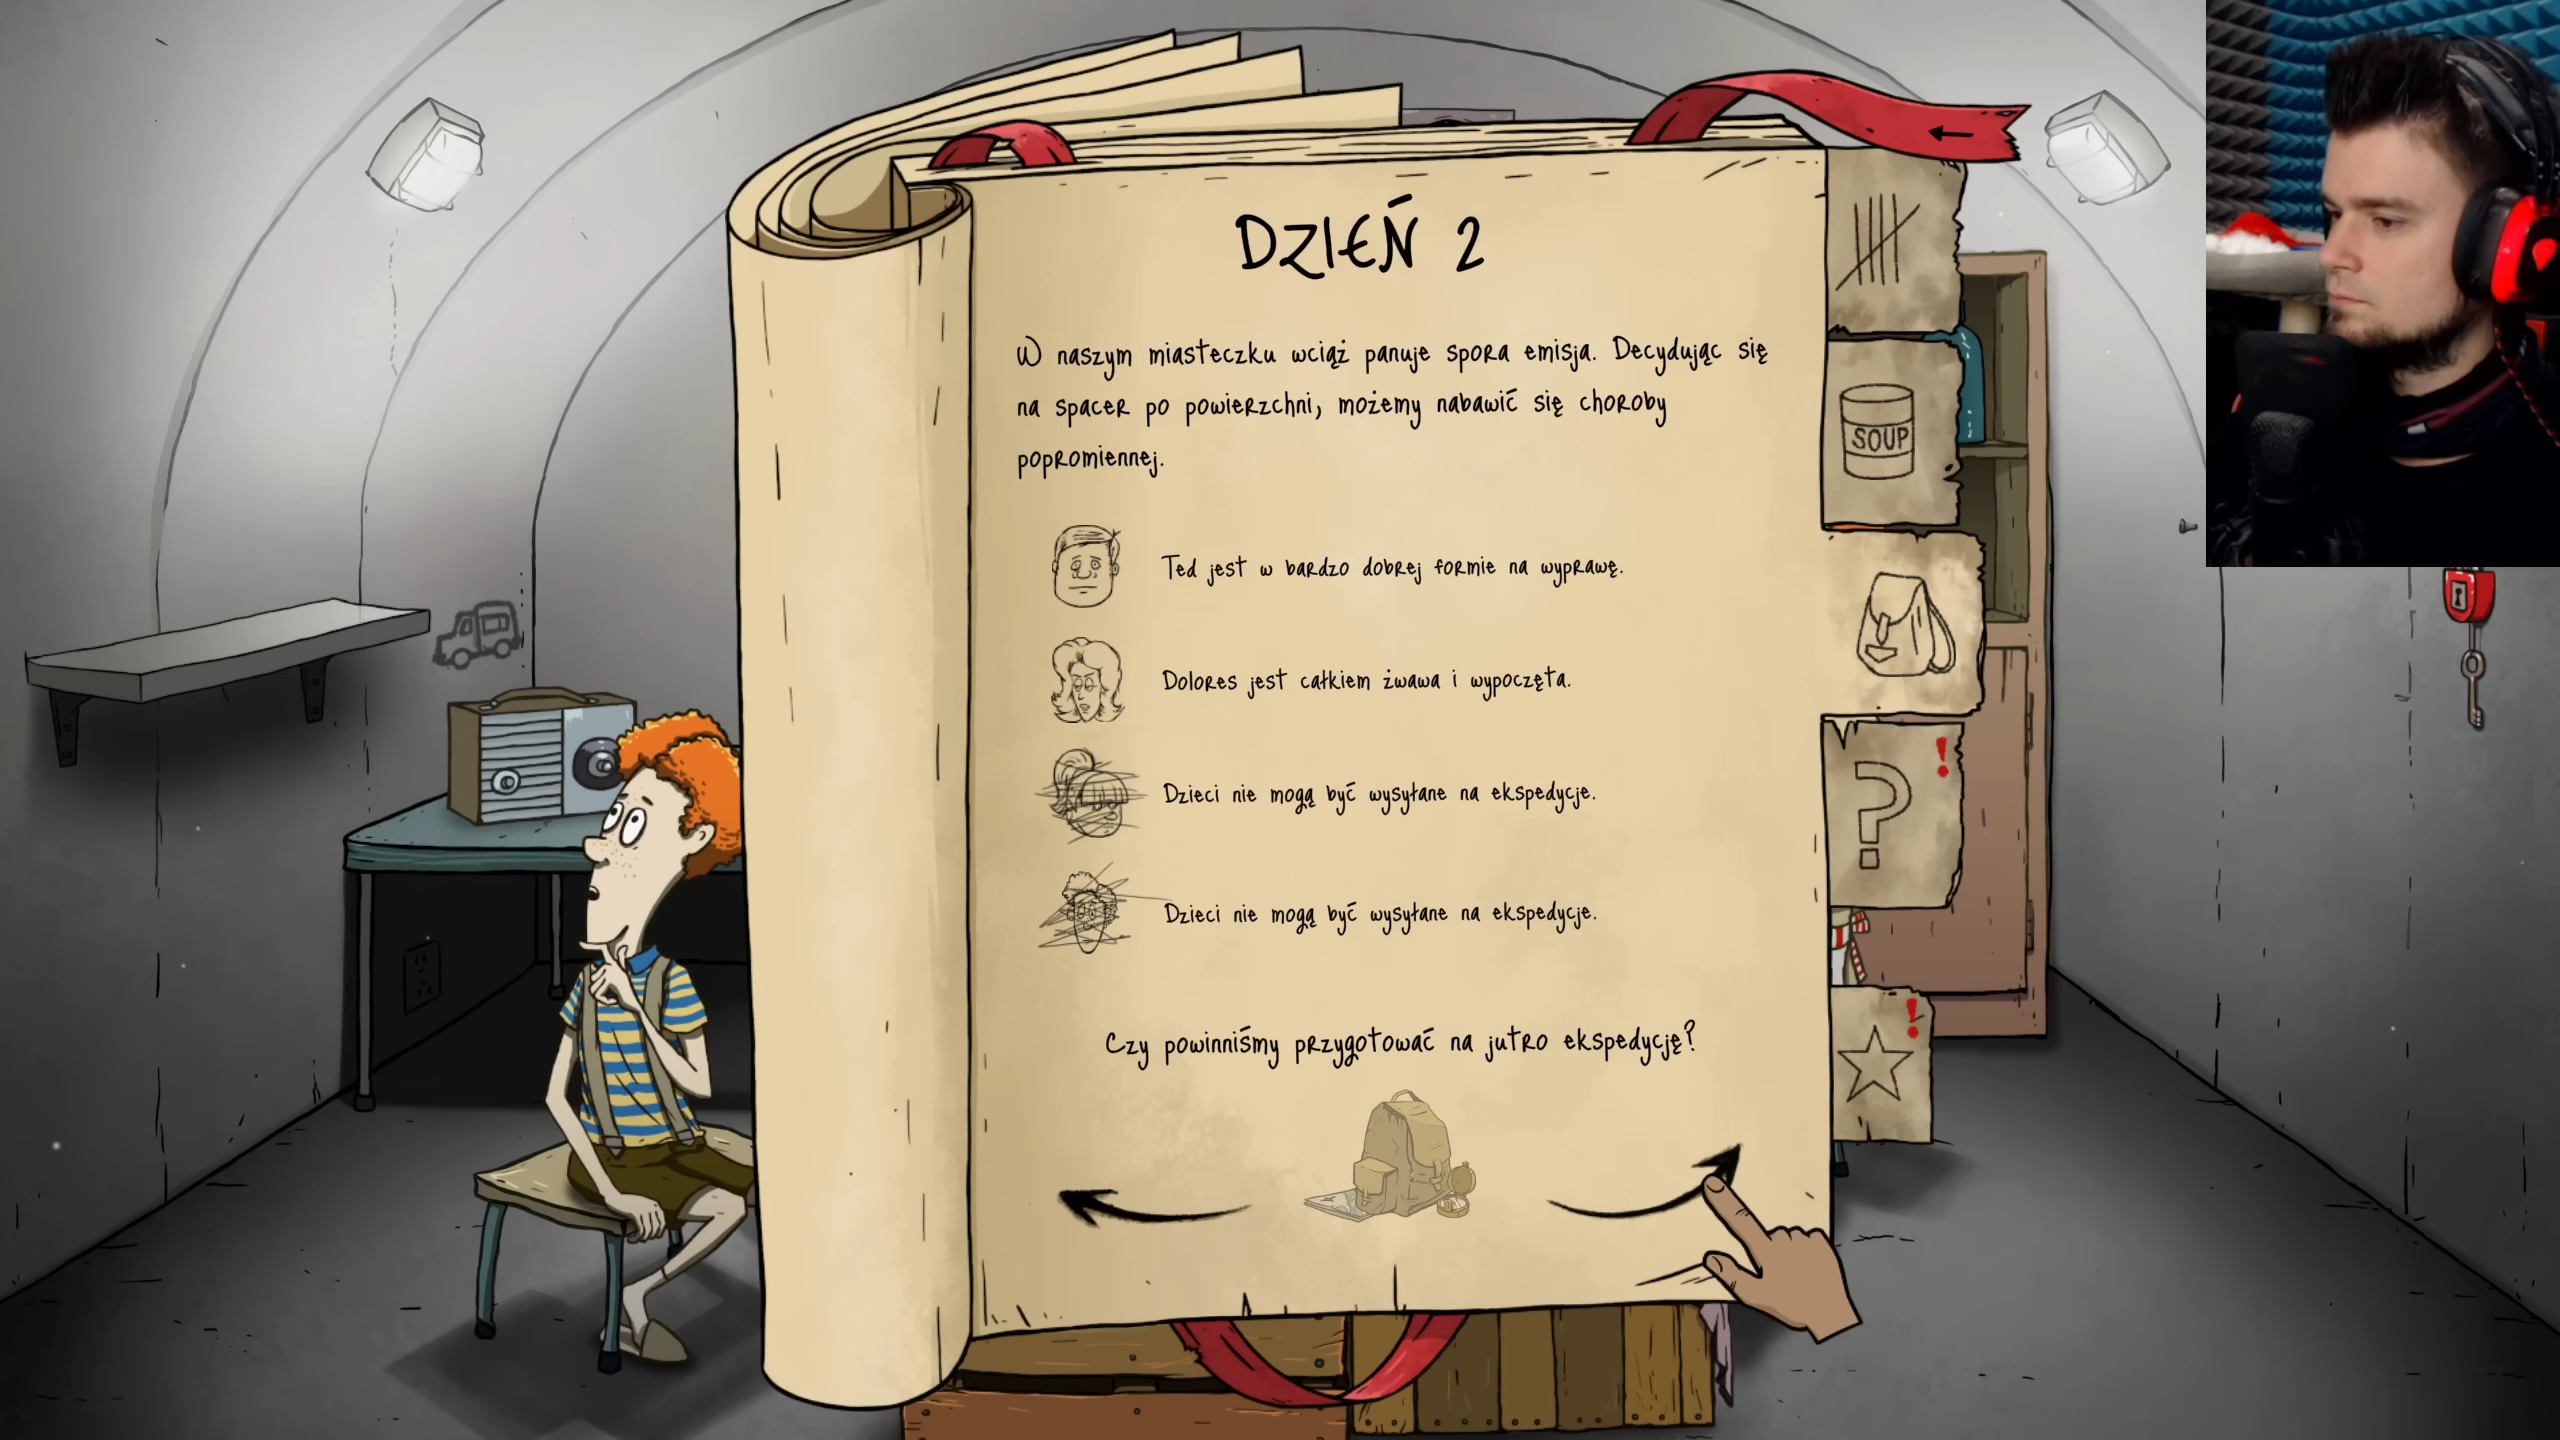 DZIEŃ 2
W naszym miasteczku wciąż panuje spora emisja. Decydując się
na spacer po powierzchni, możemy nabawić się choroby
popromiennej.
SOUP
Ted jest w bardzo dobrej formie na wyprawę.
Dolores jest całkiem żwawa i wypoczęta.
!
?
Dzieci nie mogą być wysyłane na ekspedycje.
Dzieci nie mogą być wysyłane na ekspedycje.
!
Czy powinniśmy przygotować na jutro ekspedycję?